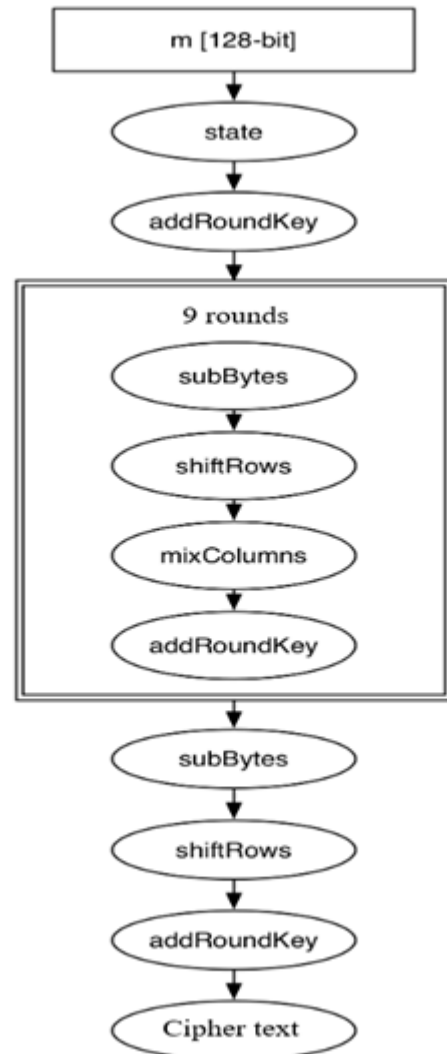 m [128-bit]
state
addRoundKey
9 rounds
subBytes
shiftRows
mixColumns
addRoundKey
subBytes
shiftRows
addRoundKey
Cipher text